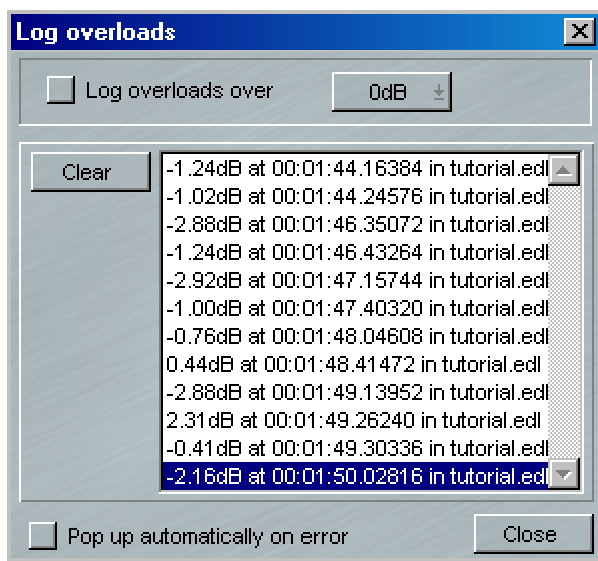 Log overloads
Log overloads over 0dB
Clear
-1.24dB at 00:01:44.16384 in tutorial.edl
-1.02dB at 00:01:44.24576 in tutorial.edl
-2.88dB at 00:01:46.35072 in tutorial.edl
-1.24dB at 00:01:46.43264 in tutorial.edl
-2.92dB at 00:01:47.15744 in tutorial.edl
-1.00dB at 00:01:47.40320 in tutorial.edl
-0.76dB at 00:01:48.04608 in tutorial.edl
0.44dB at 00:01:48.41472 in tutorial.edl
-2.88dB at 00:01:49.13952 in tutorial.edl
2.31dB at 00:01:49.26240 in tutorial.edl
-0.41dB at 00:01:49.30336 in tutorial.edl
-2.16dB at 00:01:50.02816 in tutorial.edl
Pop up automatically on error Close